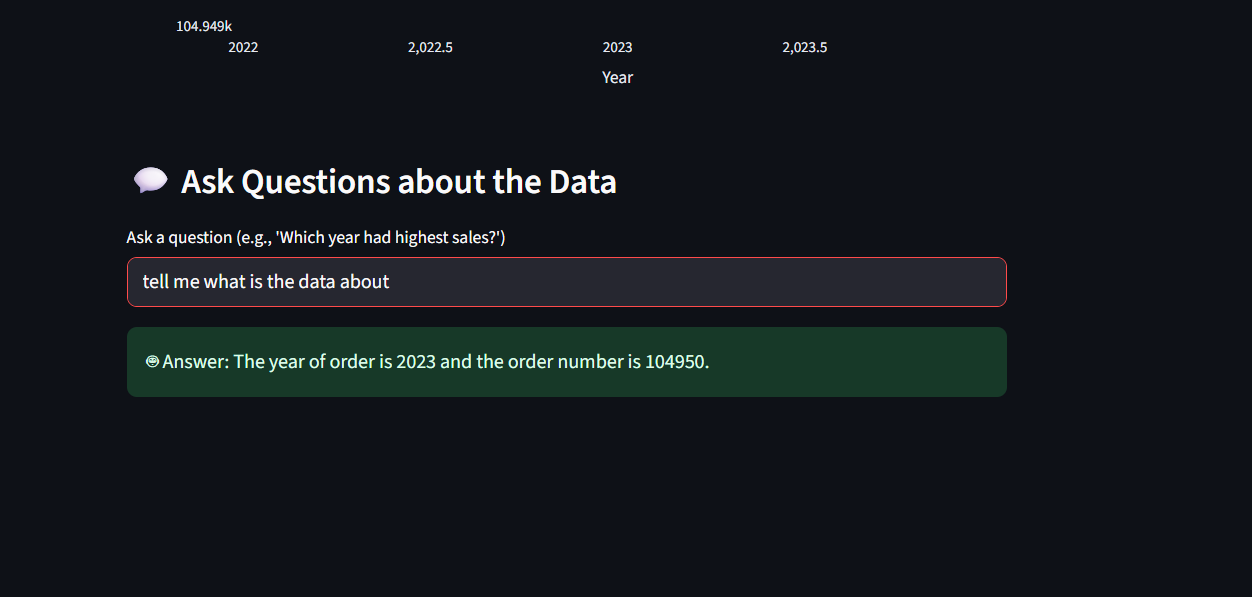 104.949k
2022 2,022.5 2023 2,023.5
Year
Ask Questions about the Data
Ask a question (e.g., 'Which year had highest sales?')
tell me what is the data about
Answer: The year of order is 2023 and the order number is 104950.